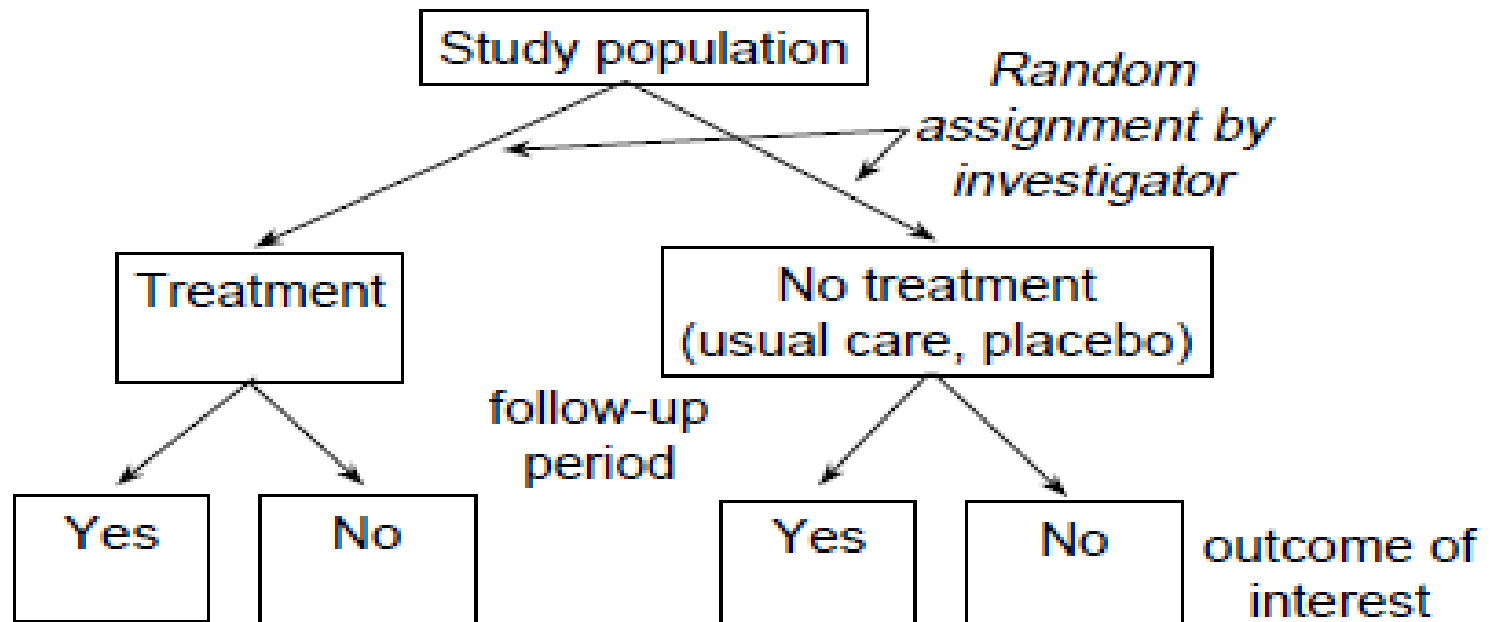 Study population
Random
assignment by
investigator
Treatment
No treatment
(usual care, placebo)
follow-up
period
Yes
No
Yes
No
outcome of
interest